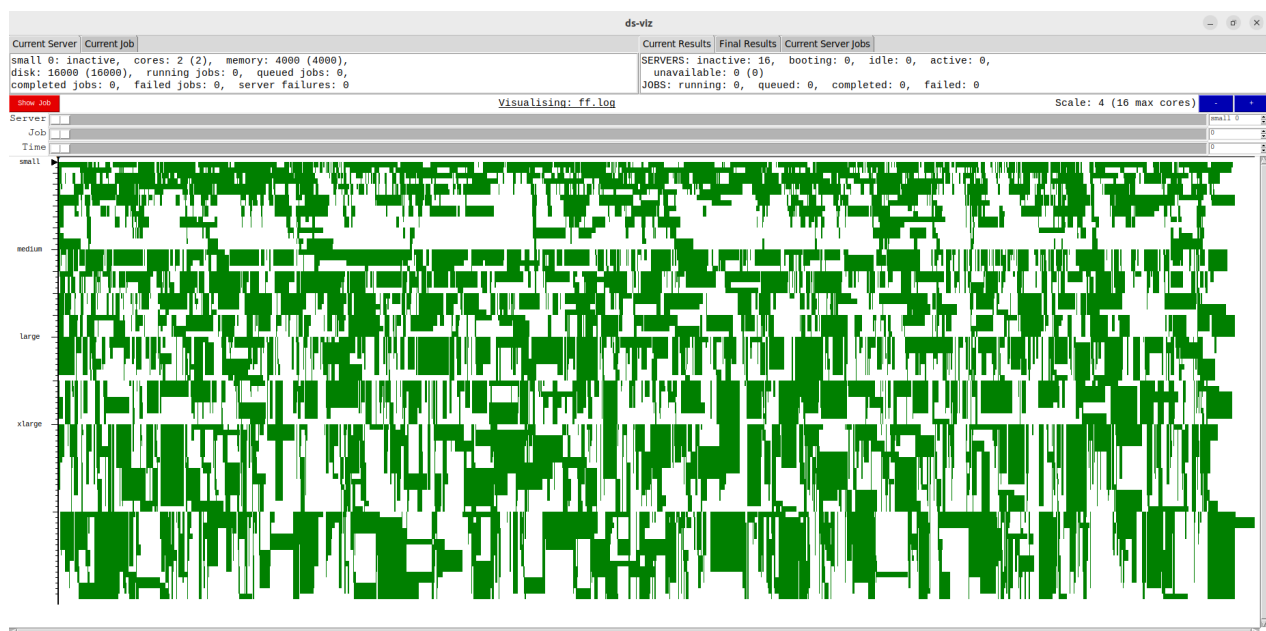 ds-viz
Current Server Current Job
Current Results Final Results Current Server Jobs
small 0: inactive, cores: 2 (2), memory: 4000 (4000),
disk: 16000 (16000), running jobs: 0, queued jobs: 0,
completed jobs: 0, failed jobs: 0, server failures: 0
SERVERS: inactive: 16, booting: 0, idle: 0, active: 0,
unavailable: 0 (0)
JOBS: running: 0, queued: 0, completed: 0, failed: 0
Show Job
Visualising: ff.log
Scale: 4 (16 max cores)
- +
Server
small 0
Job
0
Time
0
small
medium
large
xlarge